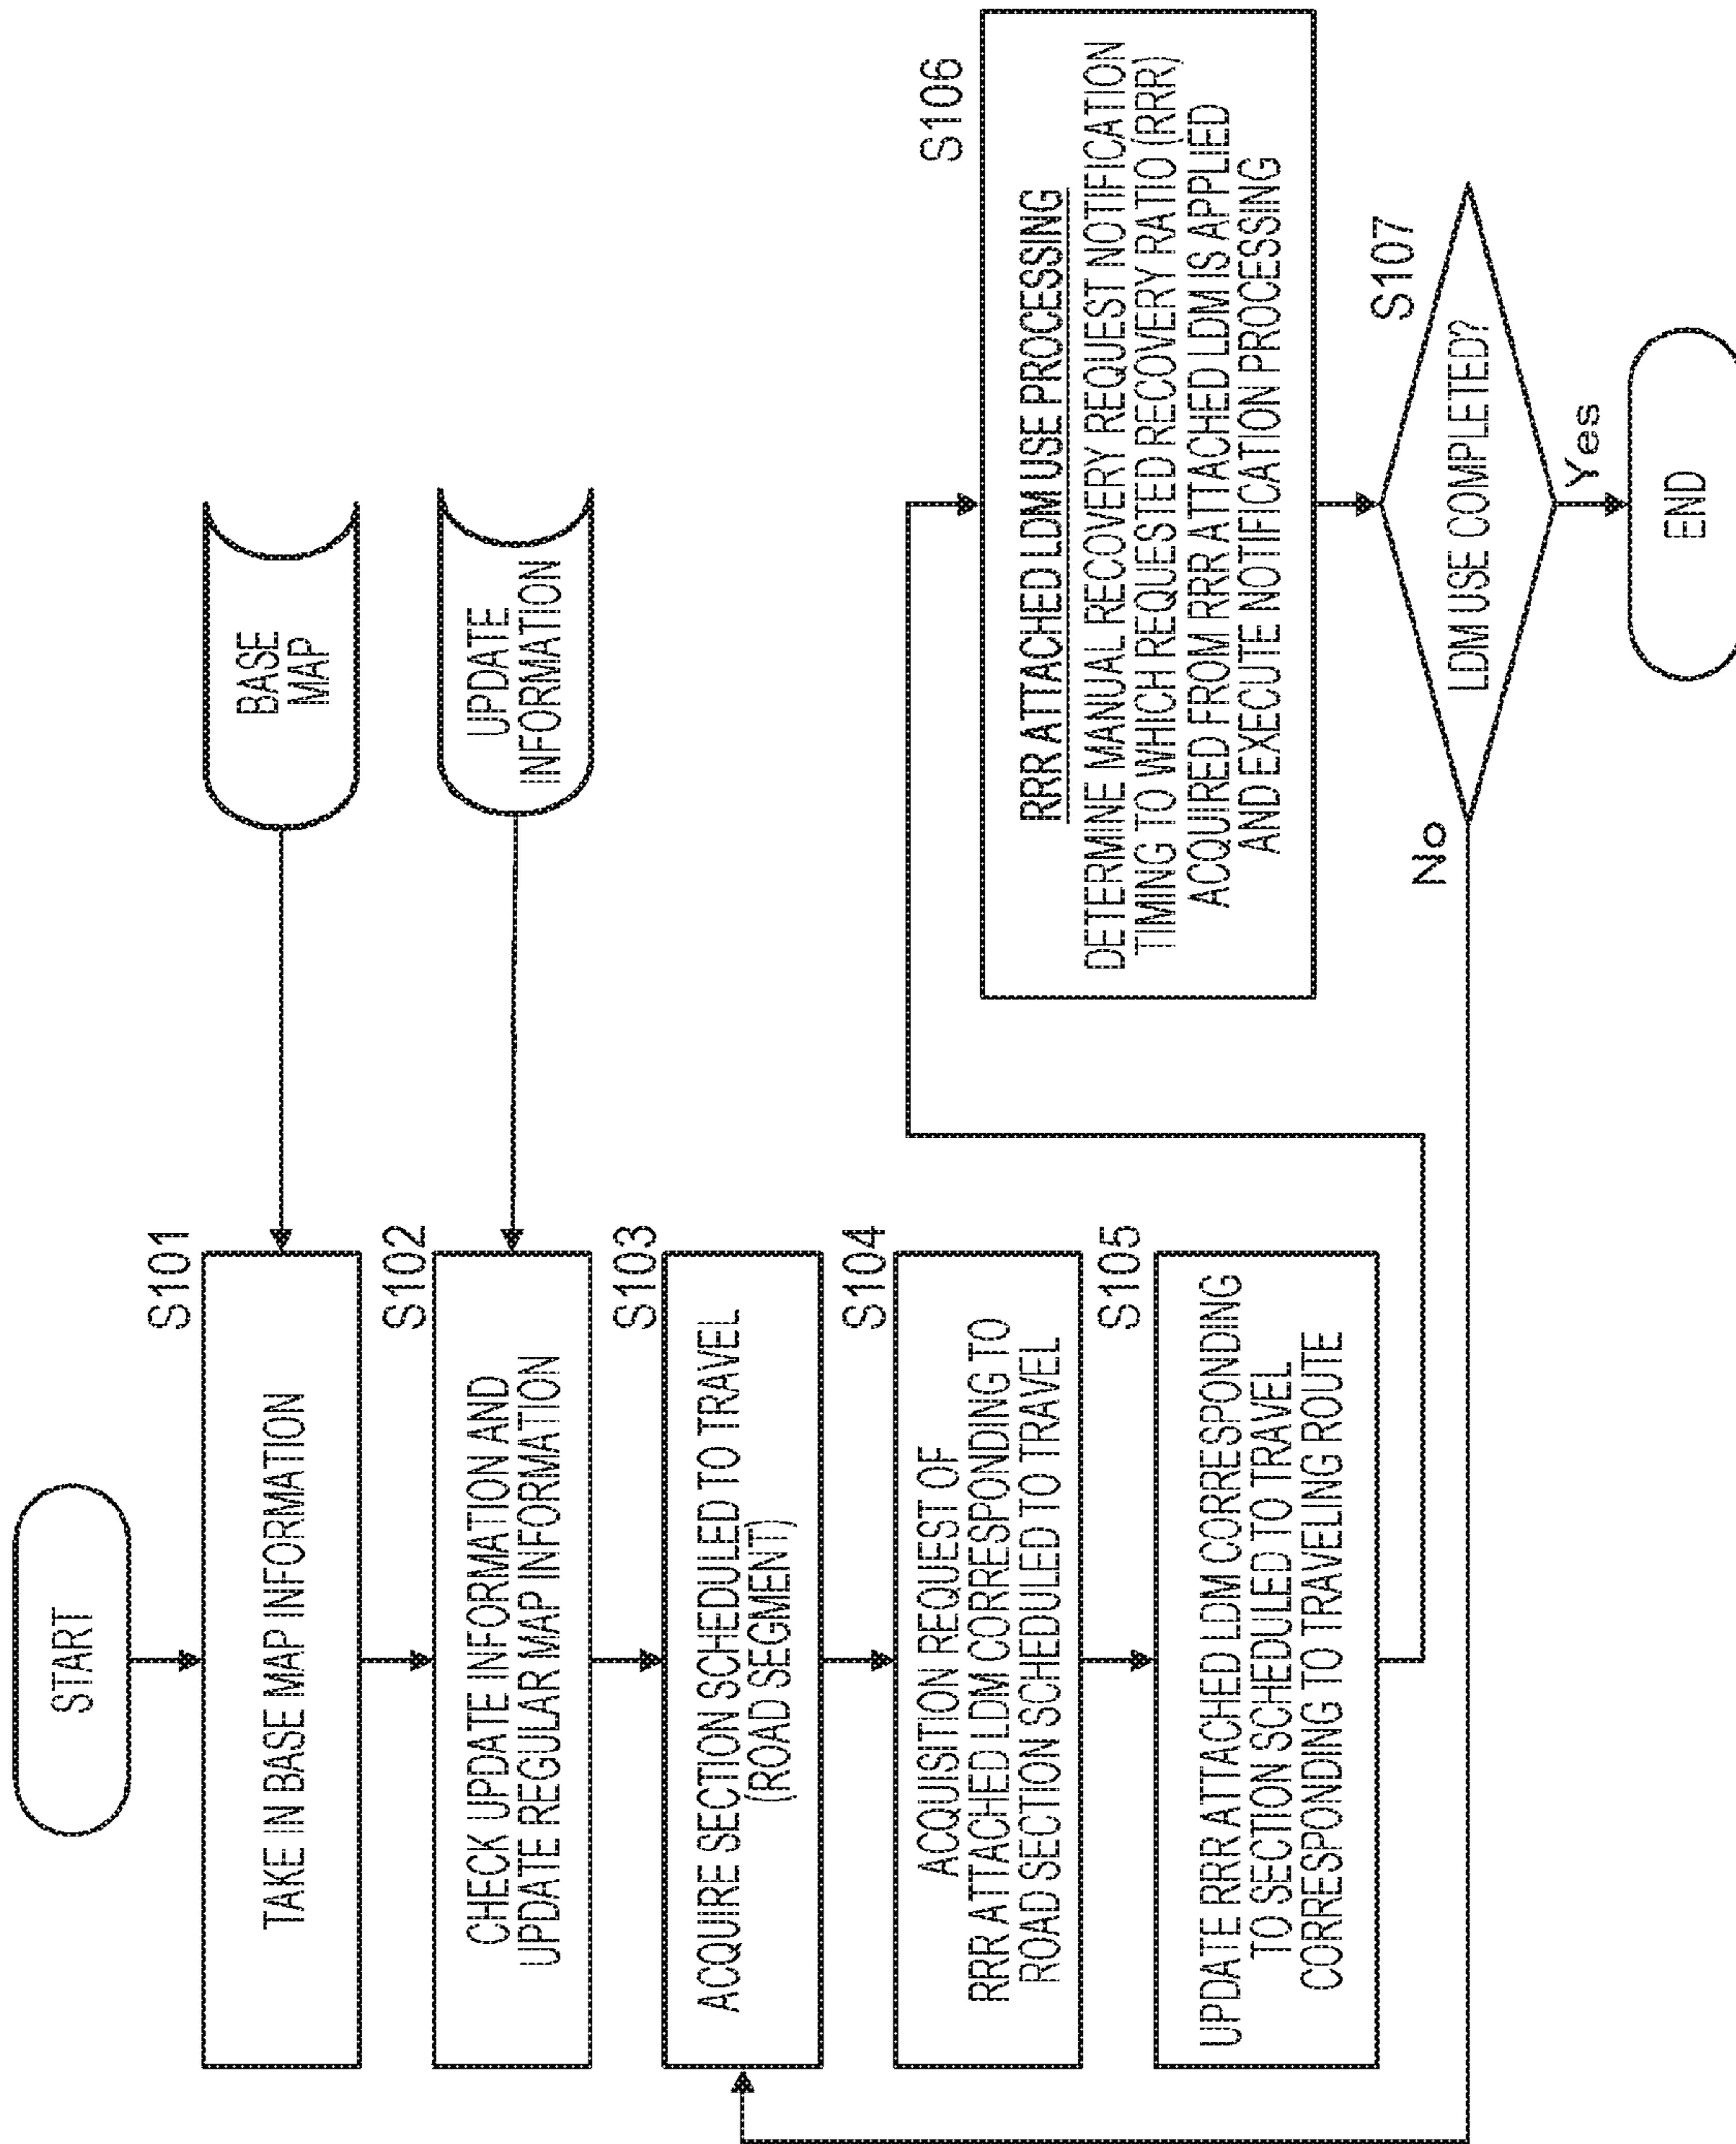 START
S101
TAKE IN BASE MAP INFORMATION
BASE
MAP
S102
CHECK UPDATE INFORMATION AND
UPDATE REGULAR MAP INFORMATION
UPDATE
INFORMATION
S103
ACQUIRE SECTION SCHEDULED TO TRAVEL
(ROAD SEGMENT)
S104
ACQUISITION REQUEST OF
RRR ATTACHED LDM CORRESPONDING TO
ROAD SECTION SCHEDULED TO TRAVEL
S105
UPDATE RRR ATTACHED LDM CORRESPONDING
TO SECTION SCHEDULED TO TRAVEL
CORRESPONDING TO TRAVELING ROUTE
S106
RRR ATTACHED LDM USE PROCESSING
DETERMINE MANUAL RECOVERY REQUEST NOTIFICATION
TIMING TO WHICH REQUESTED RECOVERY RATIO (RRR)
ACQUIRED FROM RRR ATTACHED LDM IS APPLIED
AND EXECUTE NOTIFICATION PROCESSING
S107
LDM USE COMPLETED?
No
Yes
END